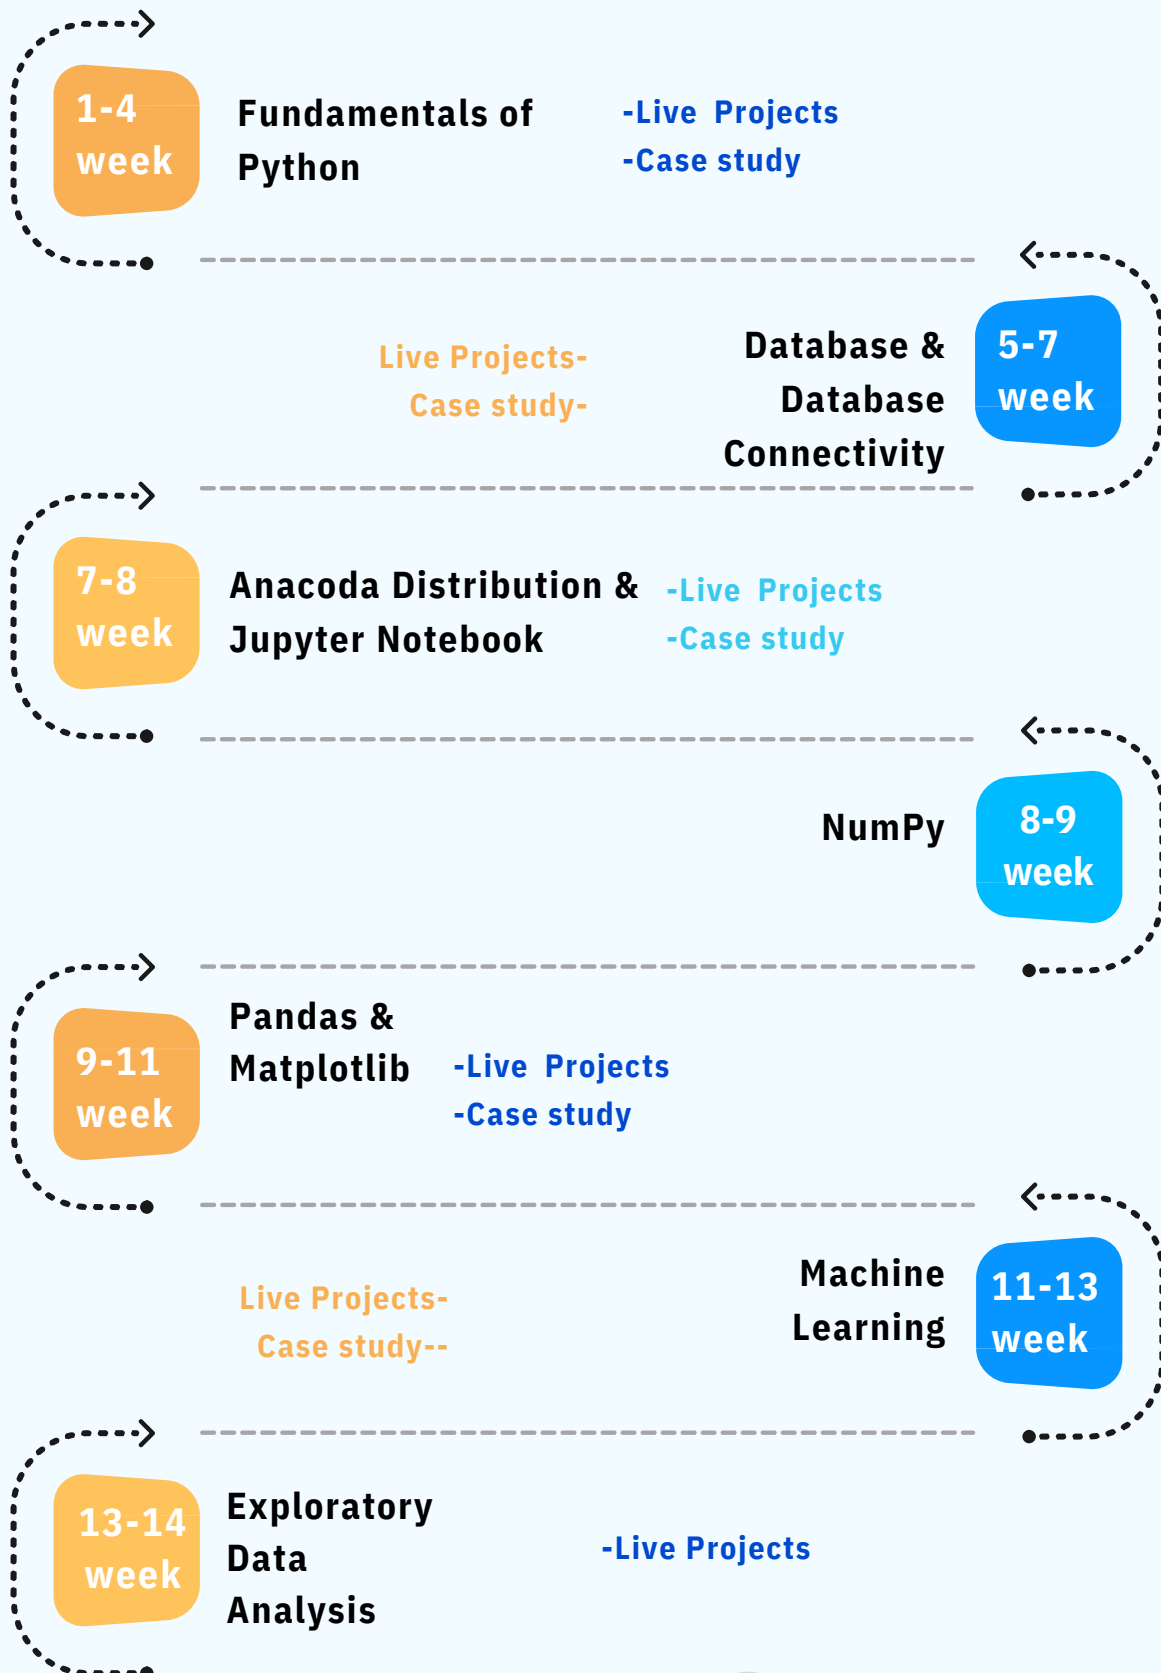 1-4
week
Fundamentals of
Python
-Live Projects
-Case study
5-7
week
Database &
Database
Connectivity
Live Projects-
Case study-
7-8
week
Anacoda Distribution &
Jupyter Notebook
-Live Projects
-Case study
8-9
week
NumPy
9-11
week
Pandas &
Matplotlib
-Live Projects
-Case study
11-13
week
Machine
Learning
Live Projects-
Case study--
13-14
week
Exploratory
Data
Analysis
-Live Projects